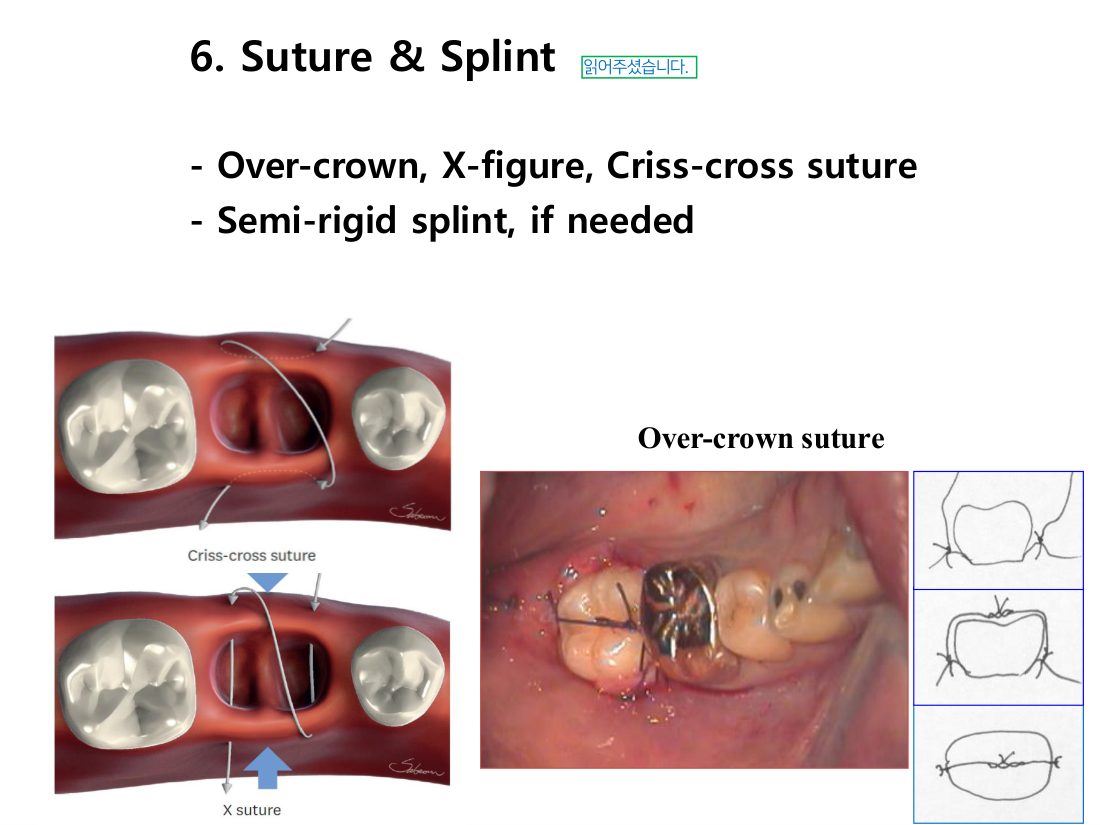 6. Suture & Splint
읽어주셨습니다.
- Over-crown, X-figure, Criss-cross suture
- Semi-rigid splint, if needed
Criss-cross suture
X suture
Over-crown suture